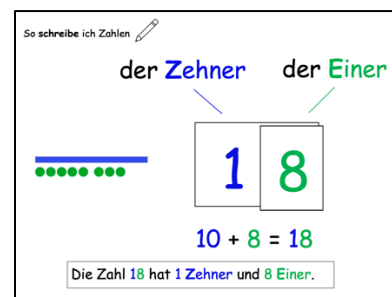 So schreibe ich Zahlen
der Zehner der Einer
1 8
10 + 8 = 18
Die Zahl 18 hat 1 Zehner und 8 Einer.